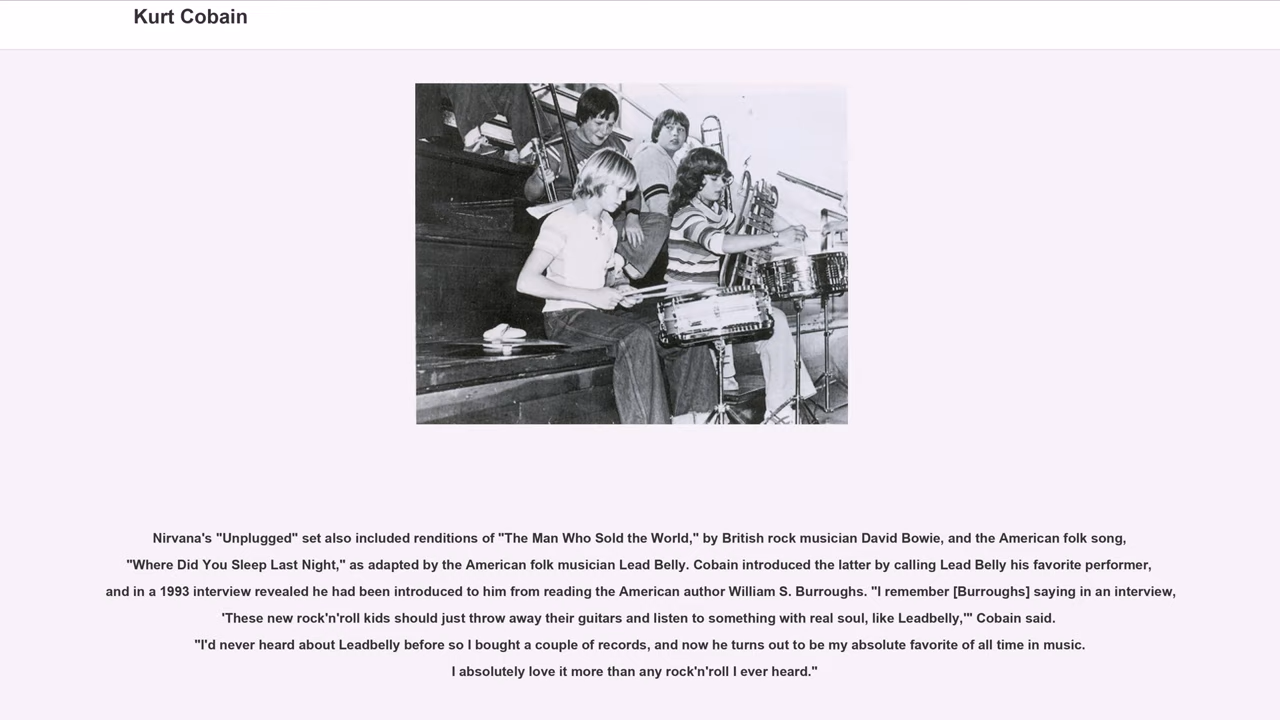 Kurt Cobain
Nirvana's "Unplugged" set also included renditions of "The Man Who Sold the World," by British rock musician David Bowie, and the American folk song,
"Where Did You Sleep Last Night," as adapted by the American folk musician Lead Belly. Cobain introduced the latter by calling Lead Belly his favorite performer,
and in a 1993 interview revealed he had been introduced to him from reading the American author William S. Burroughs. "I remember [Burroughs] saying in an interview,
'These new rock'n'roll kids should just throw away their guitars and listen to something with real soul, like Leadbelly,'" Cobain said.
"I'd never heard about Leadbelly before so I bought a couple of records, and now he turns out to be my absolute favorite of all time in music.
I absolutely love it more than any rock'n'roll I ever heard."